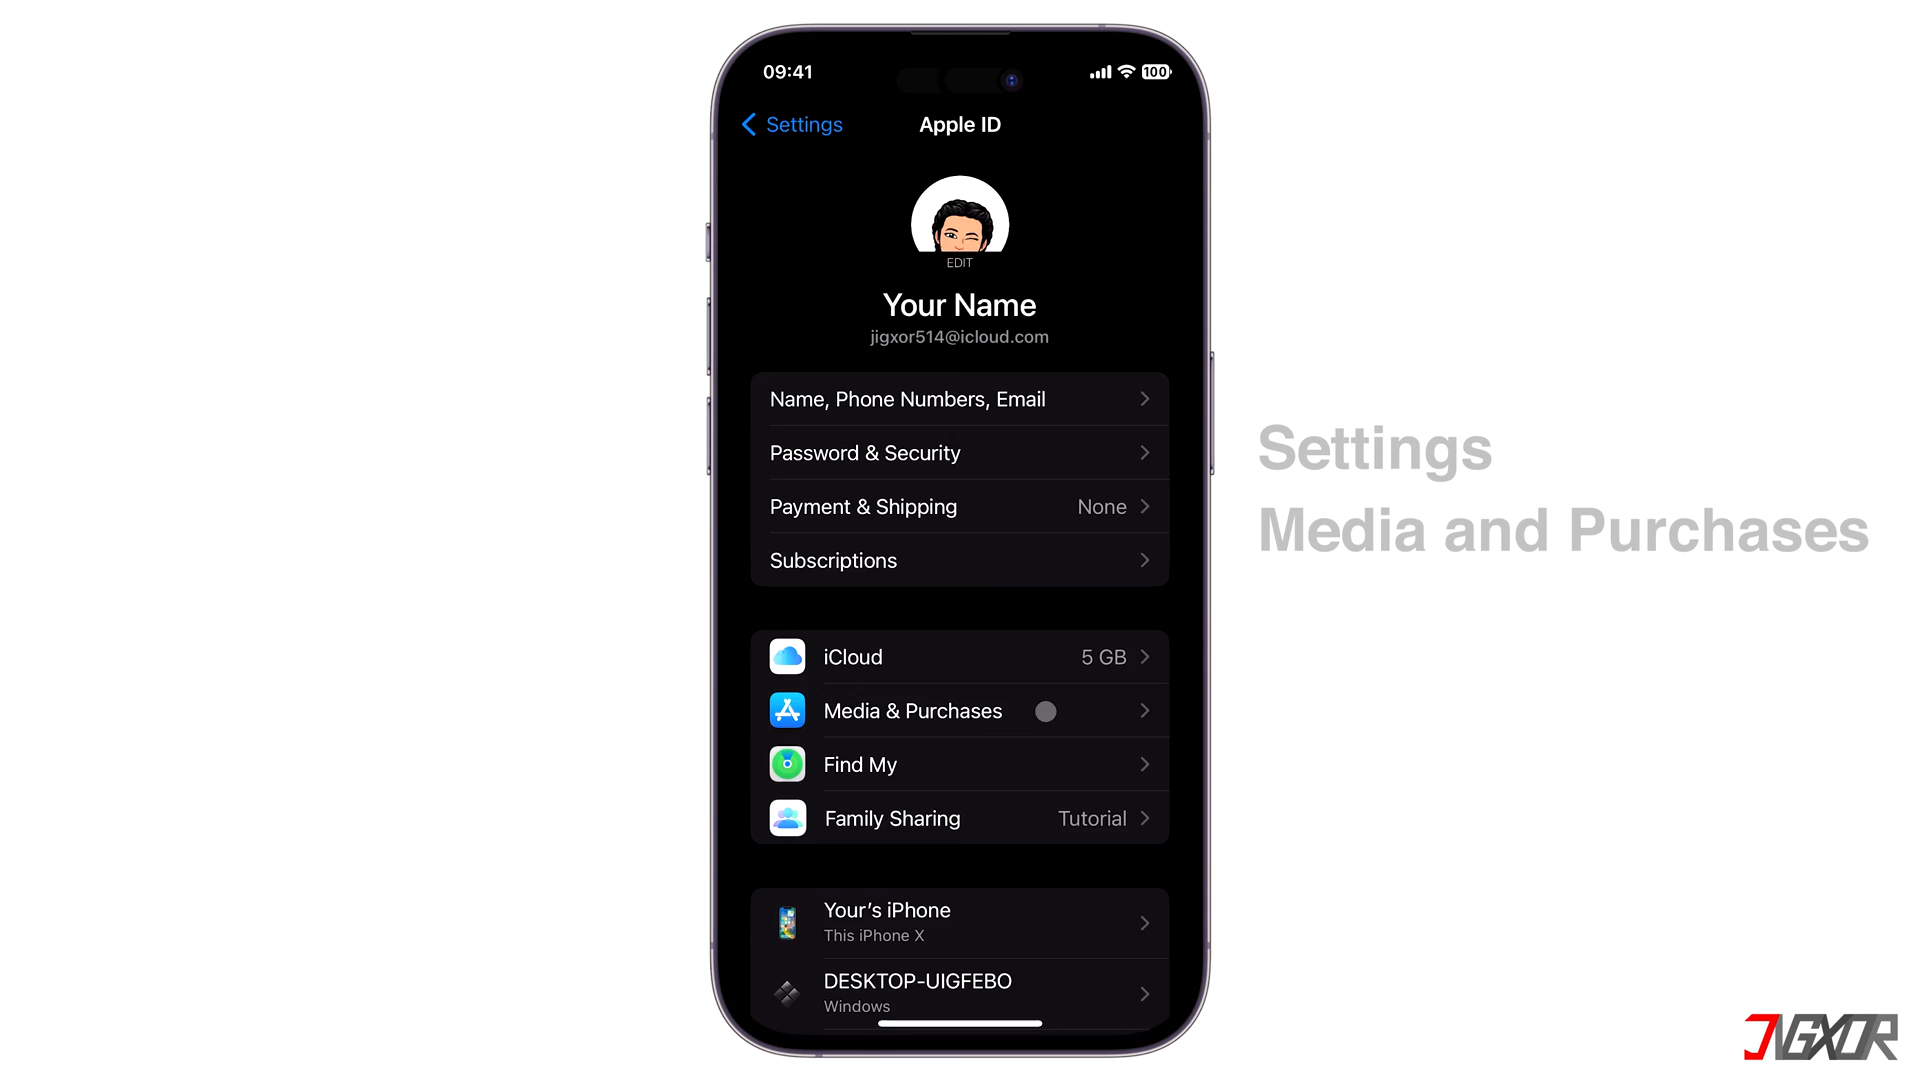 09:41
100
Settings
Apple ID
EDIT
Your Name
jigxor514@icloud.com
Name, Phone Numbers, Email
Password & Security
Payment & Shipping None
Subscriptions
iCloud 5 GB
Media & Purchases
Find My
Family Sharing Tutorial
Your’s iPhone
This iPhone X
DESKTOP-UIGFEBO
Windows
Settings
Media and Purchases
JIGXOR